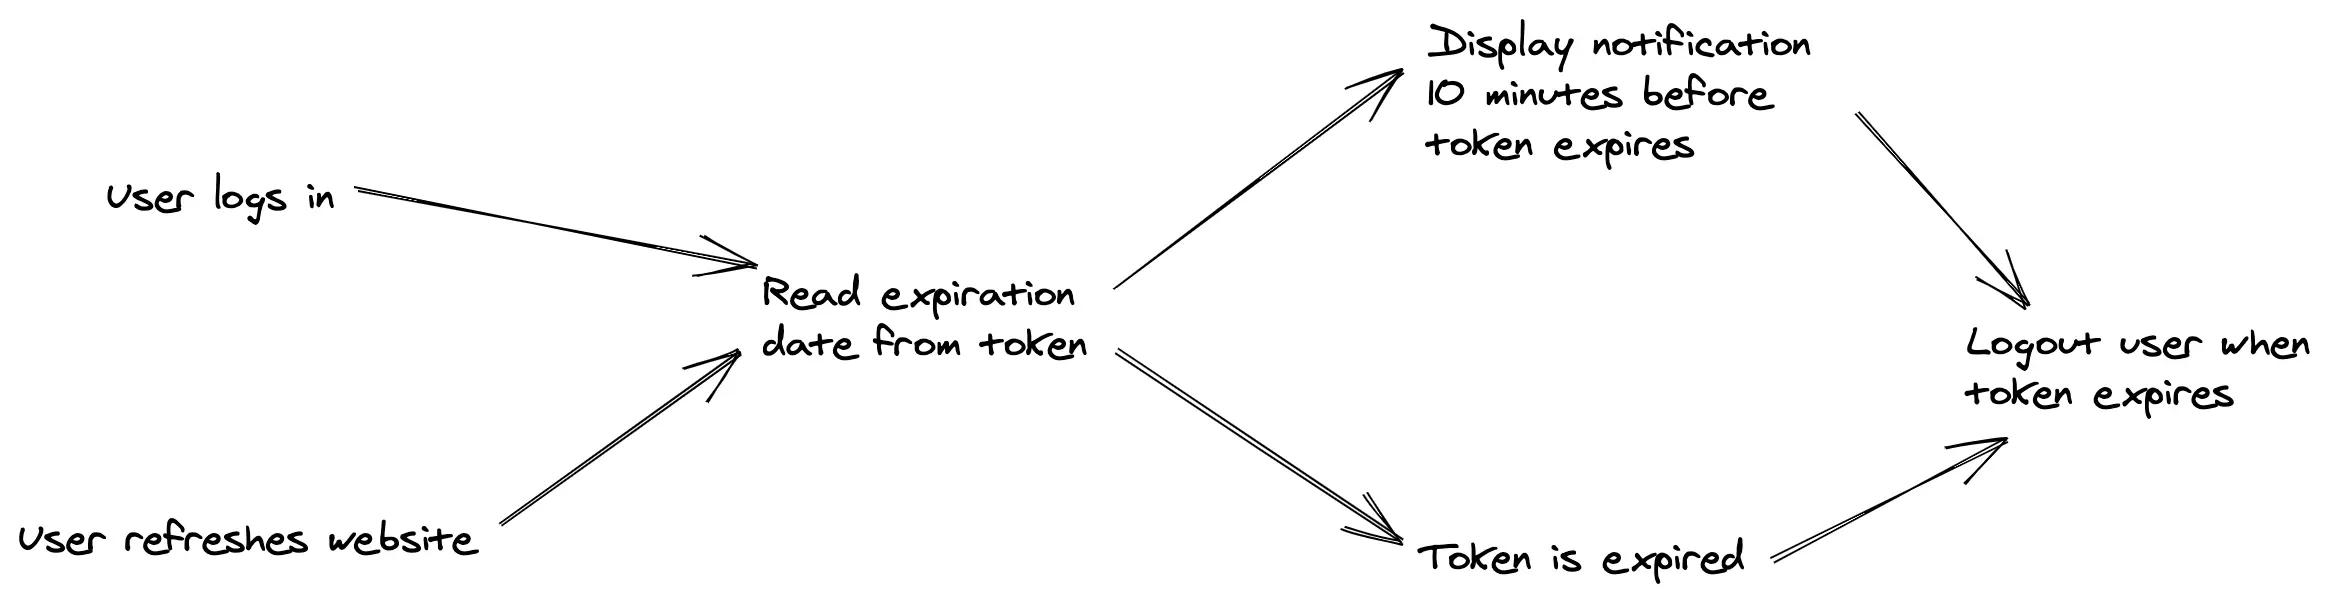 User logs in
User refreshes website
Read expiration
date from token
Display notification
10 minutes before
token expires
Token is expired
Logout user when
token expires